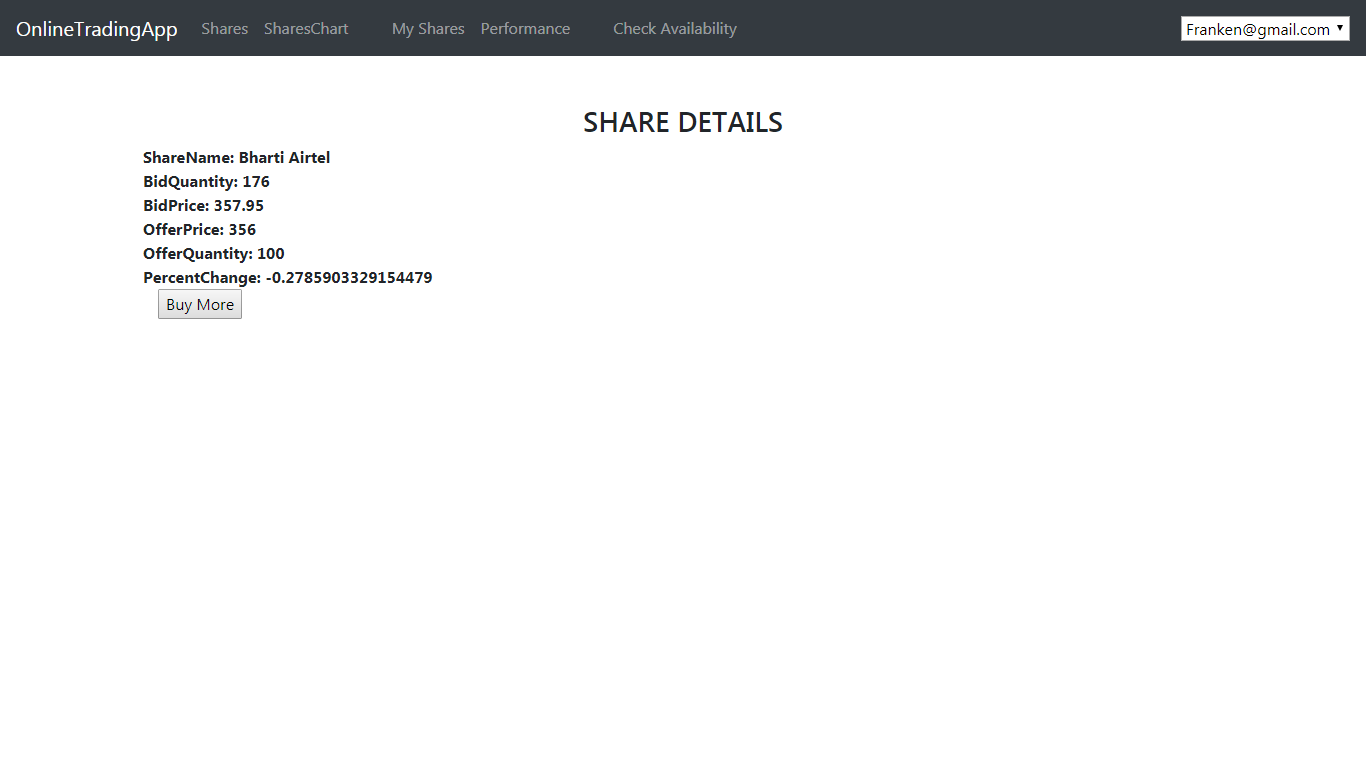 OnlineTradingApp Shares SharesChart My Shares Performance Check Availability Franken@gmail.com
SHARE DETAILS
ShareName: Bharti Airtel
BidQuantity: 176
BidPrice: 357.95
OfferPrice: 356
OfferQuantity: 100
PercentChange: -0.2785903329154479
Buy More